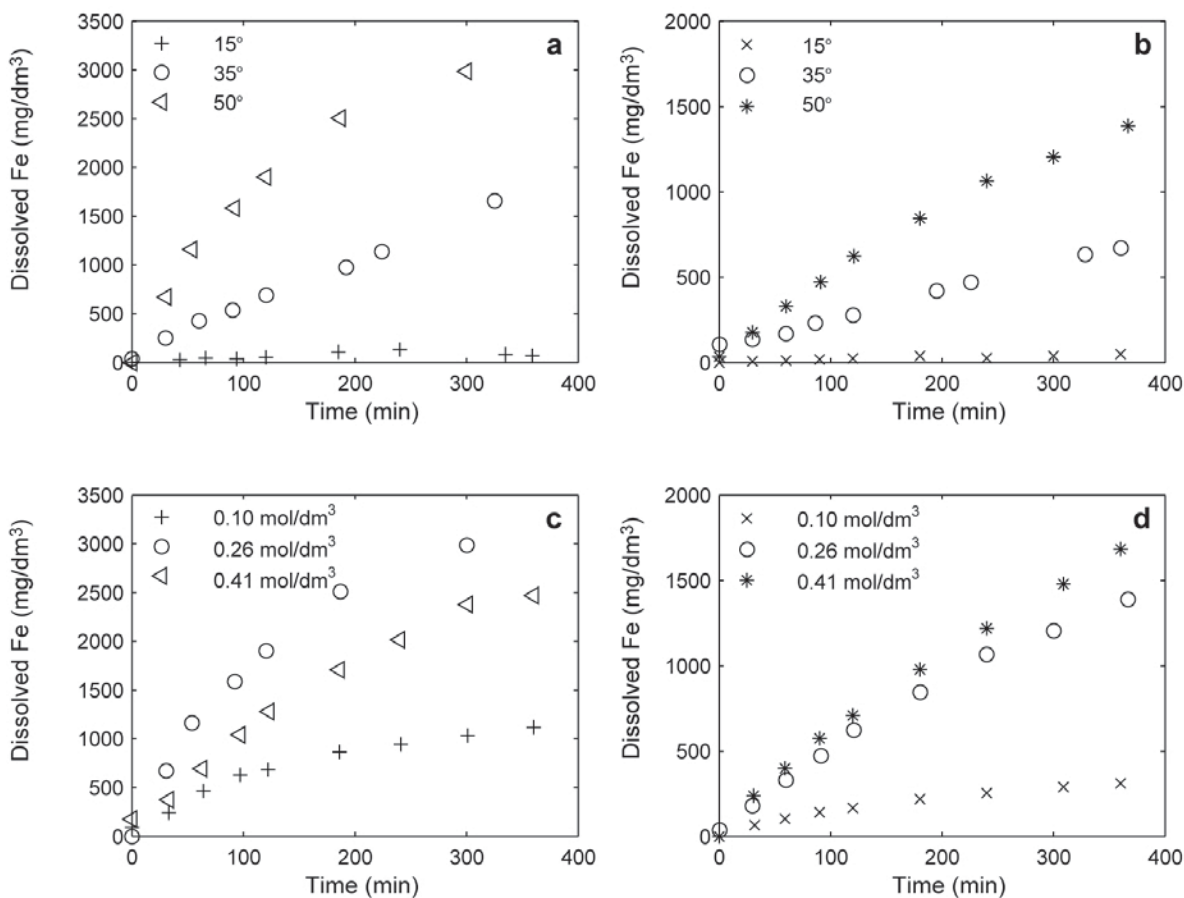 a
15°
35°
50°
3500
3000
2500
2000
1500
1000
500
0
0 100 200 300 400
Dissolved Fe (mg/dm³)
Time (min)
b
15°
35°
50°
2000
1500
1000
500
0
0 100 200 300 400
Dissolved Fe (mg/dm³)
Time (min)
c
0.10 mol/dm³
0.26 mol/dm³
0.41 mol/dm³
3500
3000
2500
2000
1500
1000
500
0
0 100 200 300 400
Dissolved Fe (mg/dm³)
Time (min)
d
0.10 mol/dm³
0.26 mol/dm³
0.41 mol/dm³
2000
1500
1000
500
0
0 100 200 300 400
Dissolved Fe (mg/dm³)
Time (min)